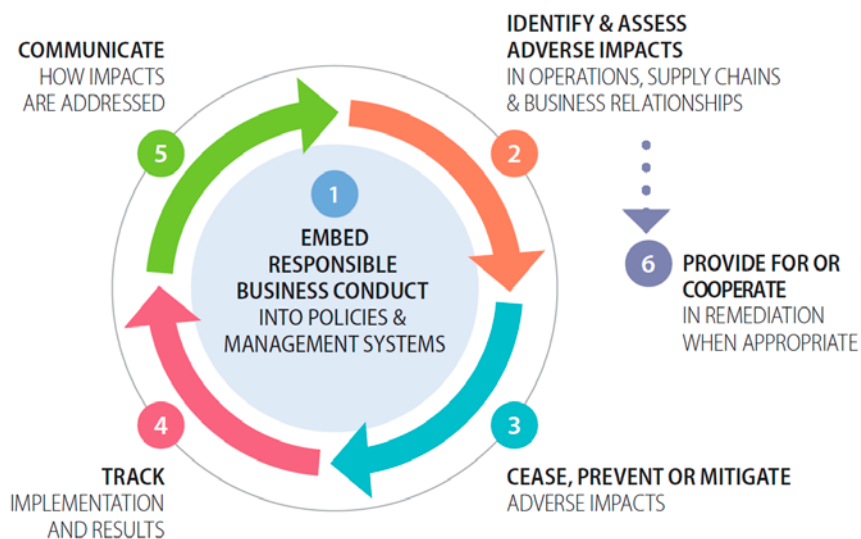 1
EMBED
RESPONSIBLE
BUSINESS CONDUCT
INTO POLICIES &
MANAGEMENT SYSTEMS
2
IDENTIFY & ASSESS
ADVERSE IMPACTS
IN OPERATIONS, SUPPLY CHAINS
& BUSINESS RELATIONSHIPS
3
CEASE, PREVENT OR MITIGATE
ADVERSE IMPACTS
4
TRACK
IMPLEMENTATION
AND RESULTS
5
COMMUNICATE
HOW IMPACTS
ARE ADDRESSED
6
PROVIDE FOR OR
COOPERATE
IN REMEDIATION
WHEN APPROPRIATE